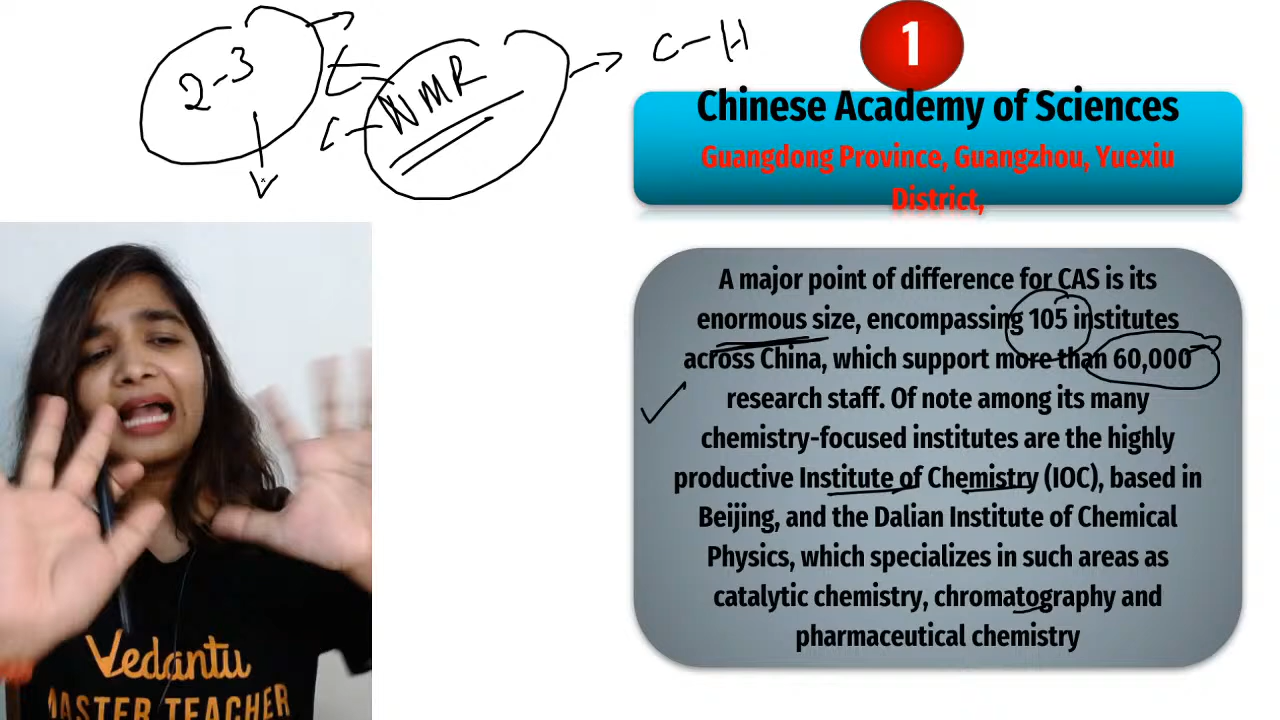 2-3
NMR
C-H
1
Chinese Academy of Sciences
Guangdong Province, Guangzhou, Yuexiu
District,
A major point of difference for CAS is its
enormous size, encompassing 105 institutes
across China, which support more than 60,000
research staff. Of note among its many
chemistry-focused institutes are the highly
productive Institute of Chemistry (IOC), based in
Beijing, and the Dalian Institute of Chemical
Physics, which specializes in such areas as
catalytic chemistry, chromatography and
pharmaceutical chemistry
Vedantu
MASTER TEACHER